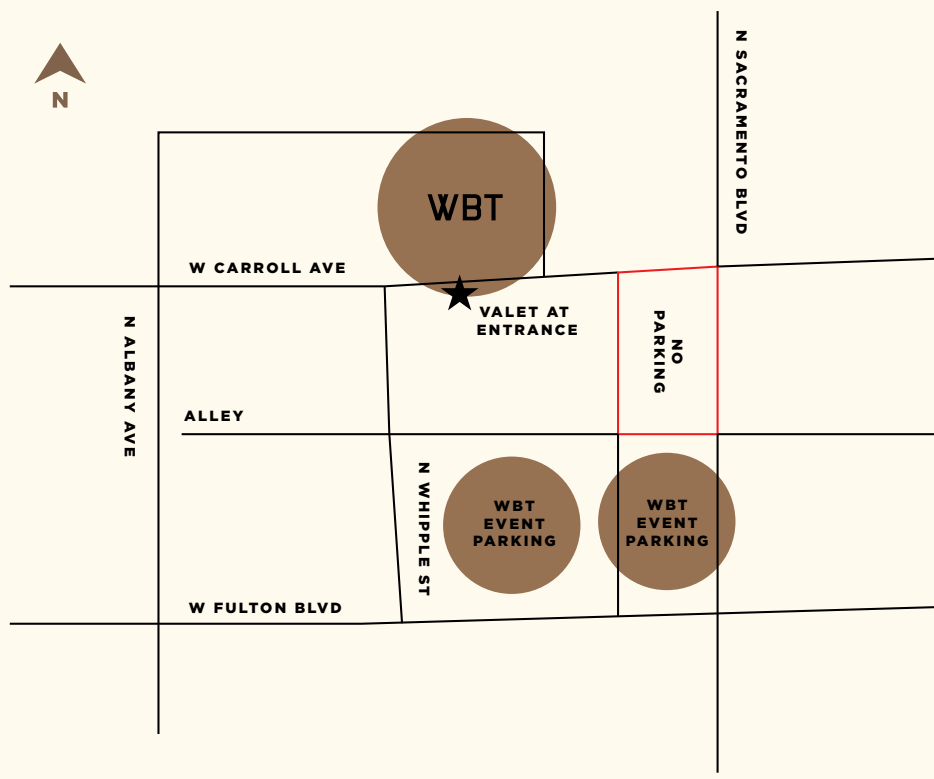 N
N SACRAMENTO BLVD
WBT
W CARROLL AVE
VALET AT
ENTRANCE
NO
PARKING
N ALBANY AVE
ALLEY
N WHIPPLE ST
WBT
EVENT
PARKING
WBT
EVENT
PARKING
W FULTON BLVD